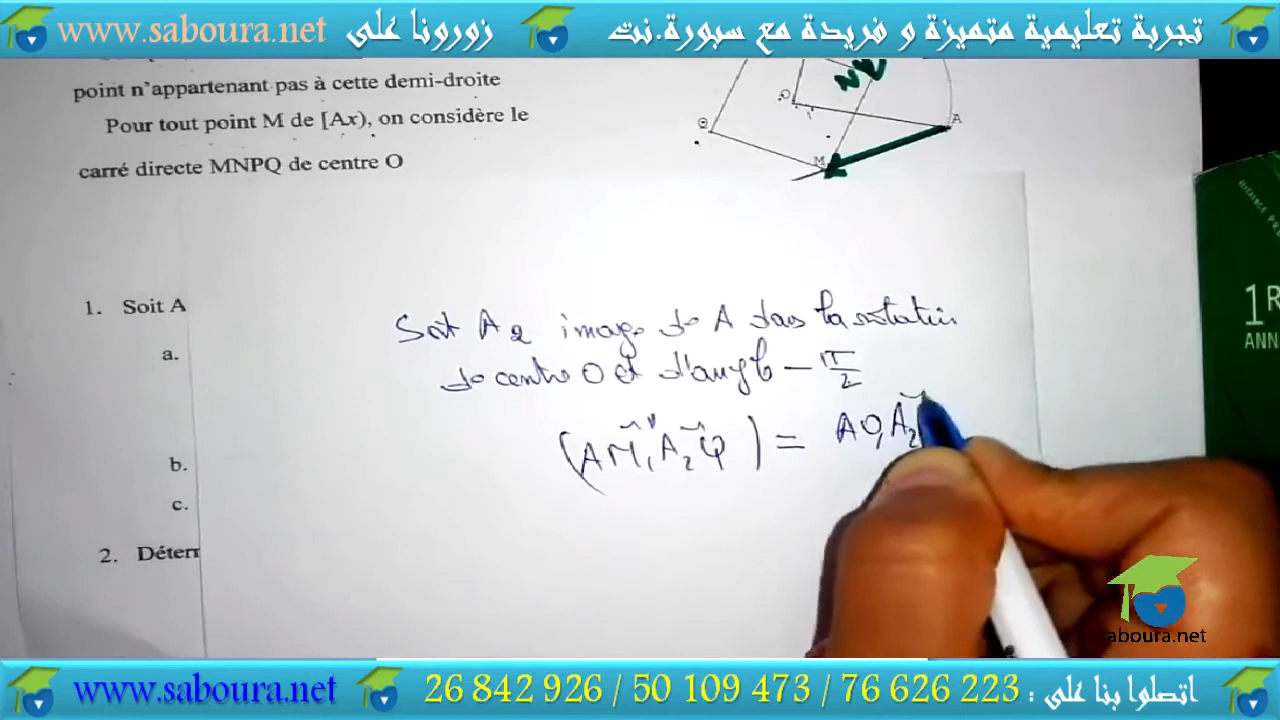 www.saboura.net زورونا على تجربة تعليمية متميزة و فريدة مع سبورة.نت
point n'appartenant pas à cette demi-droite
Pour tout point M de [Ax), on considère le
carré directe MNPQ de centre O
O
A
Q
M
1. Soit A
a.
b.
c.
2. Déterr
Soit A2 image de A dans la rotation
de centre O et d'angle − π/2
(AM, A2Q) = AO, A2
1R
ANN
saboura.net
www.saboura.net 26 842 926 / 50 109 473 / 76 626 223 : اتصلوا بنا على